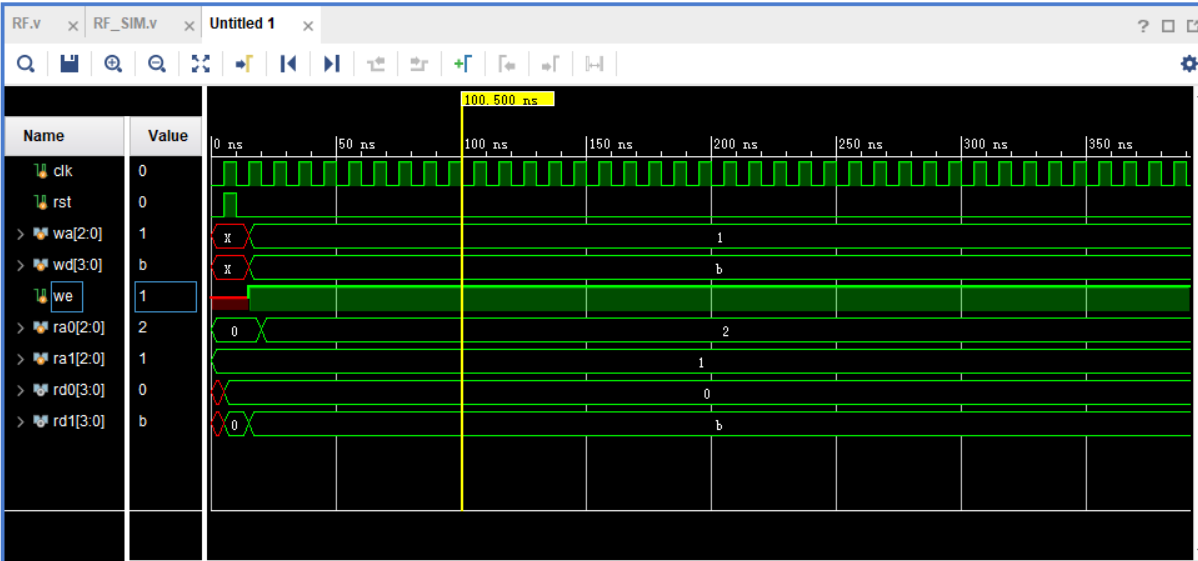 RF.v × RF_SIM.v × Untitled 1 × ?
100.500 ns
Name Value
0 ns 50 ns 100 ns 150 ns 200 ns 250 ns 300 ns 350 ns
clk 0
rst 0
wa[2:0] 1 x 1
wd[3:0] b x b
we 1
ra0[2:0] 2 0 2
ra1[2:0] 1 1
rd0[3:0] 0 0
rd1[3:0] b 0 b